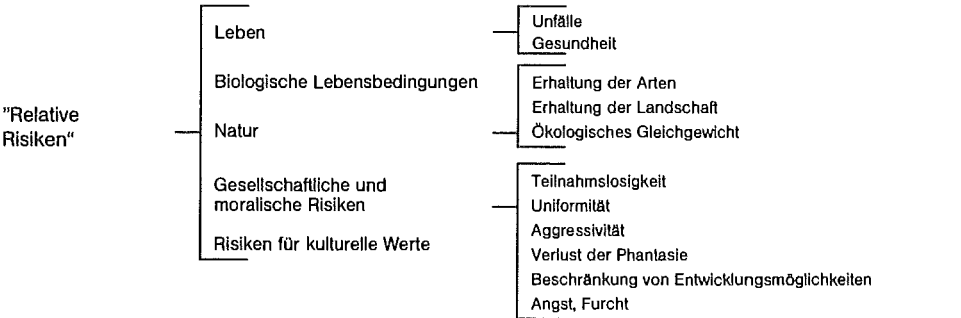 ”Relative
Risiken“
Leben
Biologische Lebensbedingungen
Natur
Gesellschaftliche und
moralische Risiken
Risiken für kulturelle Werte
Unfälle
Gesundheit
Erhaltung der Arten
Erhaltung der Landschaft
Ökologisches Gleichgewicht
Teilnahmslosigkeit
Uniformität
Aggressivität
Verlust der Phantasie
Beschränkung von Entwicklungsmöglichkeiten
Angst, Furcht